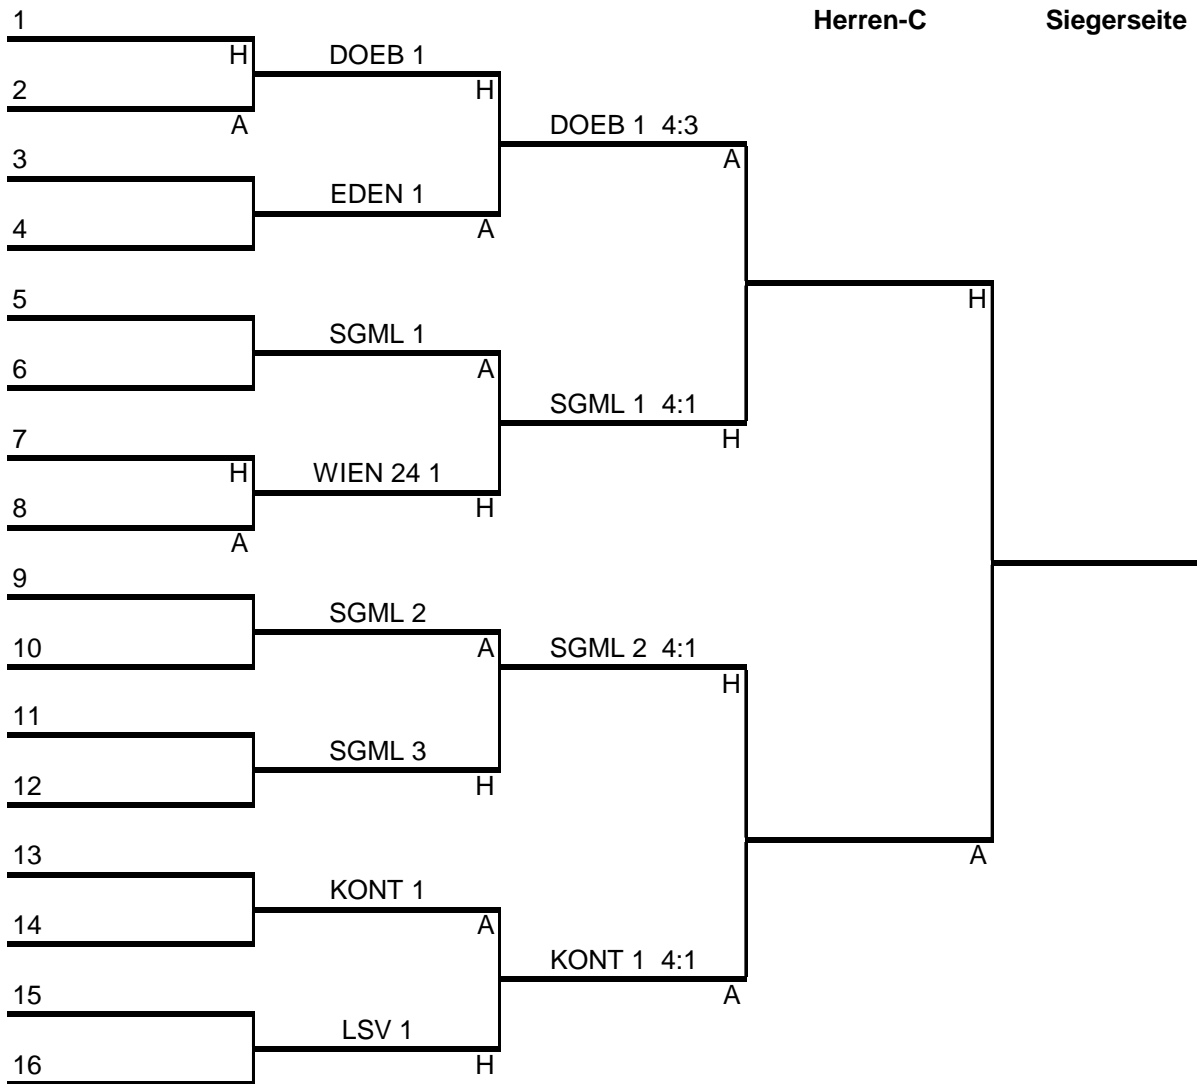 1 Herren-C Siegerseite
H DOEB 1
2 H
A DOEB 1 4:3
3 A
EDEN 1
4 A
5 H
SGML 1
6 A SGML 1 4:1
7 H
H WIEN 24 1
8 H
A
9
SGML 2
10 A SGML 2 4:1
H
11
SGML 3
12 H
13 A
KONT 1
14 A
KONT 1 4:1
15 A
LSV 1
16 H